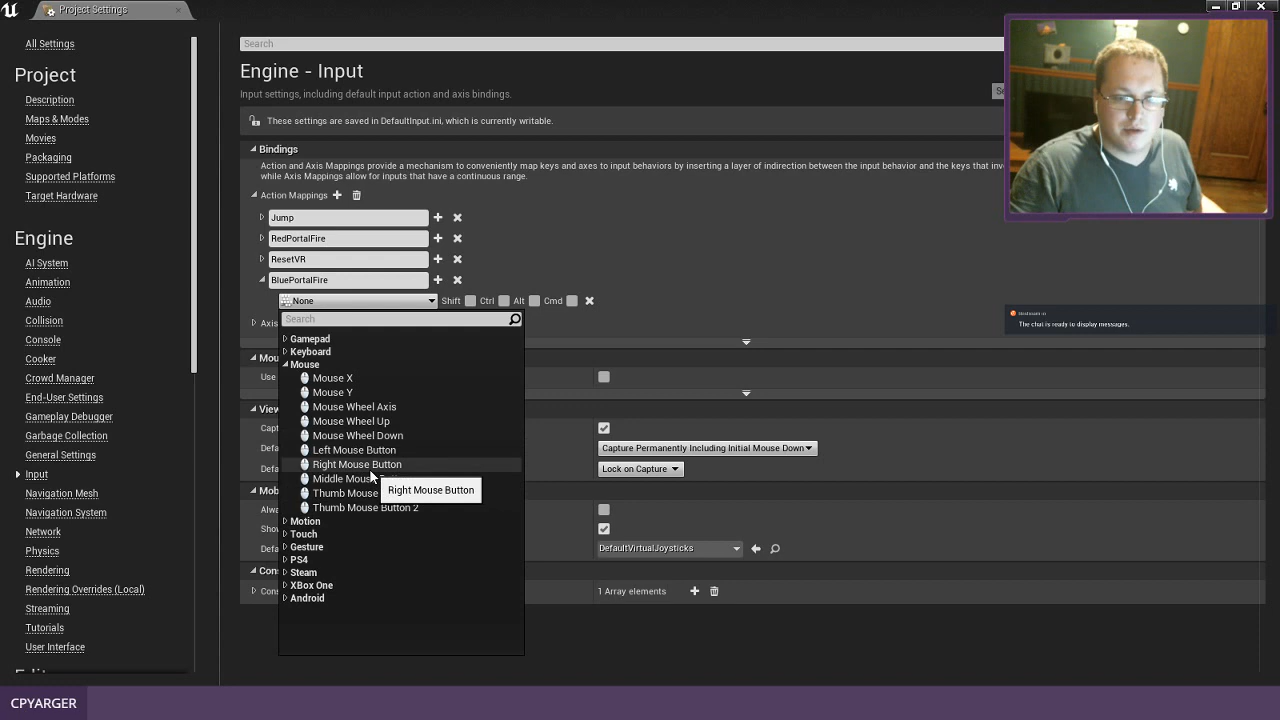 Project Settings
All Settings
Project
Description
Maps & Modes
Movies
Packaging
Supported Platforms
Target Hardware
Engine
AI System
Animation
Audio
Collision
Console
Cooker
Crowd Manager
End-User Settings
Gameplay Debugger
Garbage Collection
General Settings
Input
Navigation Mesh
Navigation System
Network
Physics
Rendering
Rendering Overrides (Local)
Streaming
Tutorials
User Interface
Search
Engine - Input
Input settings, including default input action and axis bindings.
These settings are saved in DefaultInput.ini, which is currently writable.
Bindings
Action and Axis Mappings provide a mechanism to conveniently map keys and axes to input behaviors by inserting a layer of indirection between the input behavior and the keys that
while Axis Mappings allow for inputs that have a continuous range.
Action Mappings
Jump
RedPortalFire
ResetVR
BluePortalFire
None Shift Ctrl Alt Cmd
Search
Gamepad
Keyboard
Mouse
Mouse X
Mouse Y
Mouse Wheel Axis
Mouse Wheel Up
Mouse Wheel Down
Left Mouse Button
Right Mouse Button
Middle Mouse
Right Mouse Button
Thumb Mouse
Thumb Mouse Button 2
Motion
Touch
Gesture
PS4
Steam
XBox One
Android
Use
Capture Permanently Including Initial Mouse Down
Lock on Capture
DefaultVirtualJoysticks
1 Array elements
The chat is ready to display messages.
CPYARGER